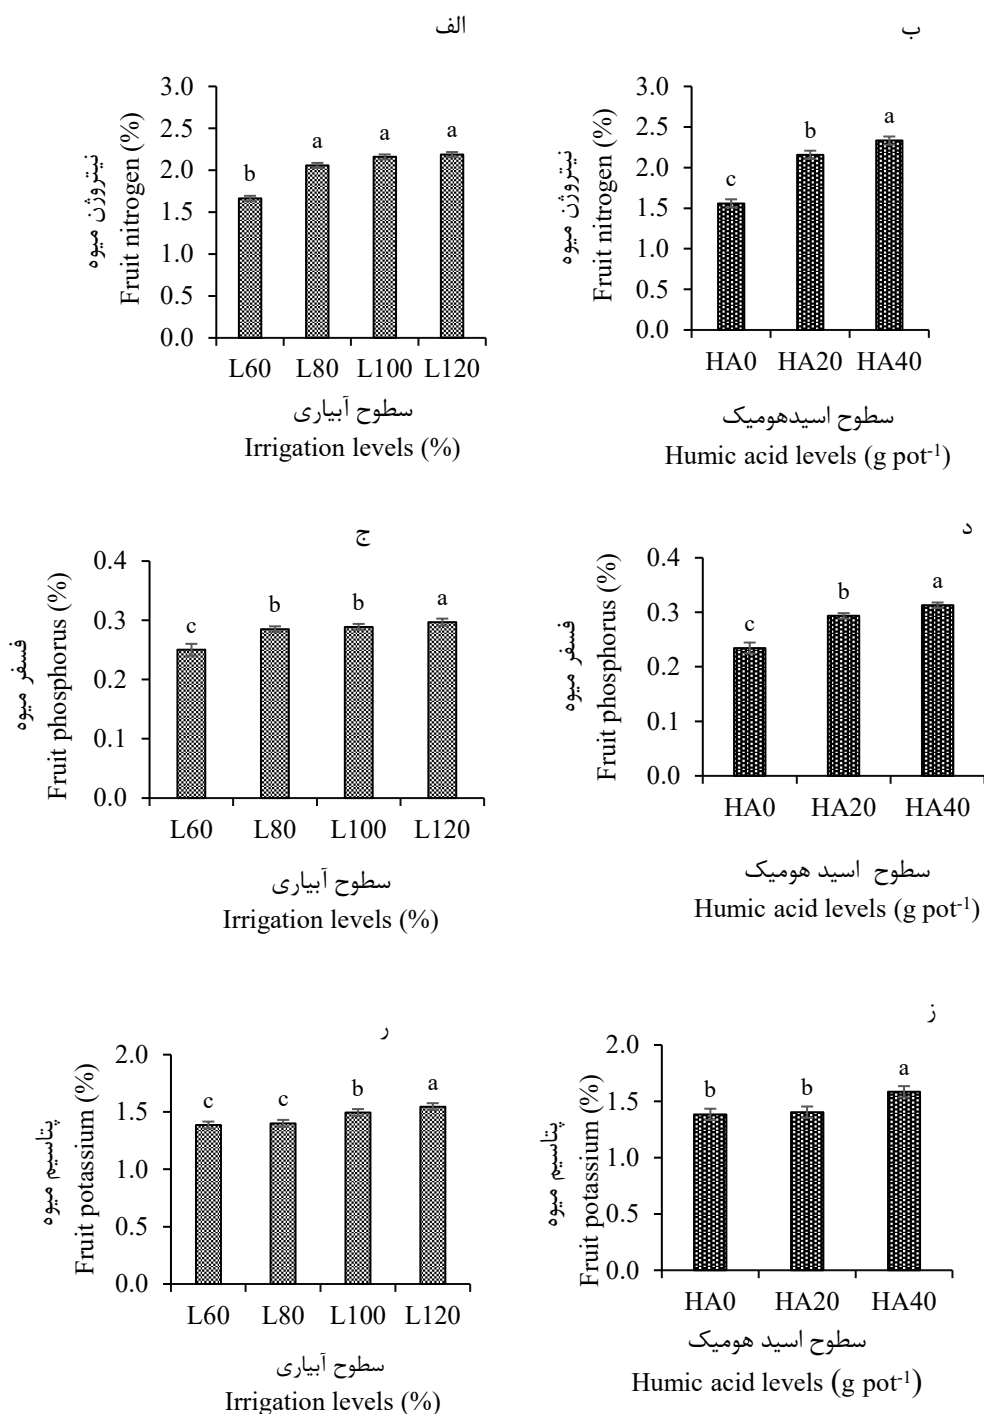 الف
3.0
2.5
2.0
1.5
1.0
0.5
0.0
نیتروژن میوه
Fruit nitrogen (%)
b
a
a
a
L60 L80 L100 L120
سطوح آبیاری
Irrigation levels (%)
ب
3.0
2.5
2.0
1.5
1.0
0.5
0.0
نیتروژن میوه
Fruit nitrogen (%)
c
b
a
HA0 HA20 HA40
سطوح اسیدهومیک
Humic acid levels (g pot-1)
ج
0.4
0.3
0.2
0.1
0.0
فسفر میوه
Fruit phosphorus (%)
c
b
b
a
L60 L80 L100 L120
سطوح آبیاری
Irrigation levels (%)
د
0.4
0.3
0.2
0.1
0.0
فسفر میوه
Fruit phosphorus (%)
c
b
a
HA0 HA20 HA40
سطوح اسید هومیک
Humic acid levels (g pot-1)
ر
2.0
1.5
1.0
0.5
0.0
پتاسیم میوه
Fruit potassium (%)
c
c
b
a
L60 L80 L100 L120
سطوح آبیاری
Irrigation levels (%)
ز
2.0
1.5
1.0
0.5
0.0
پتاسیم میوه
Fruit potassium (%)
b
b
a
HA0 HA20 HA40
سطوح اسید هومیک
Humic acid levels (g pot-1)